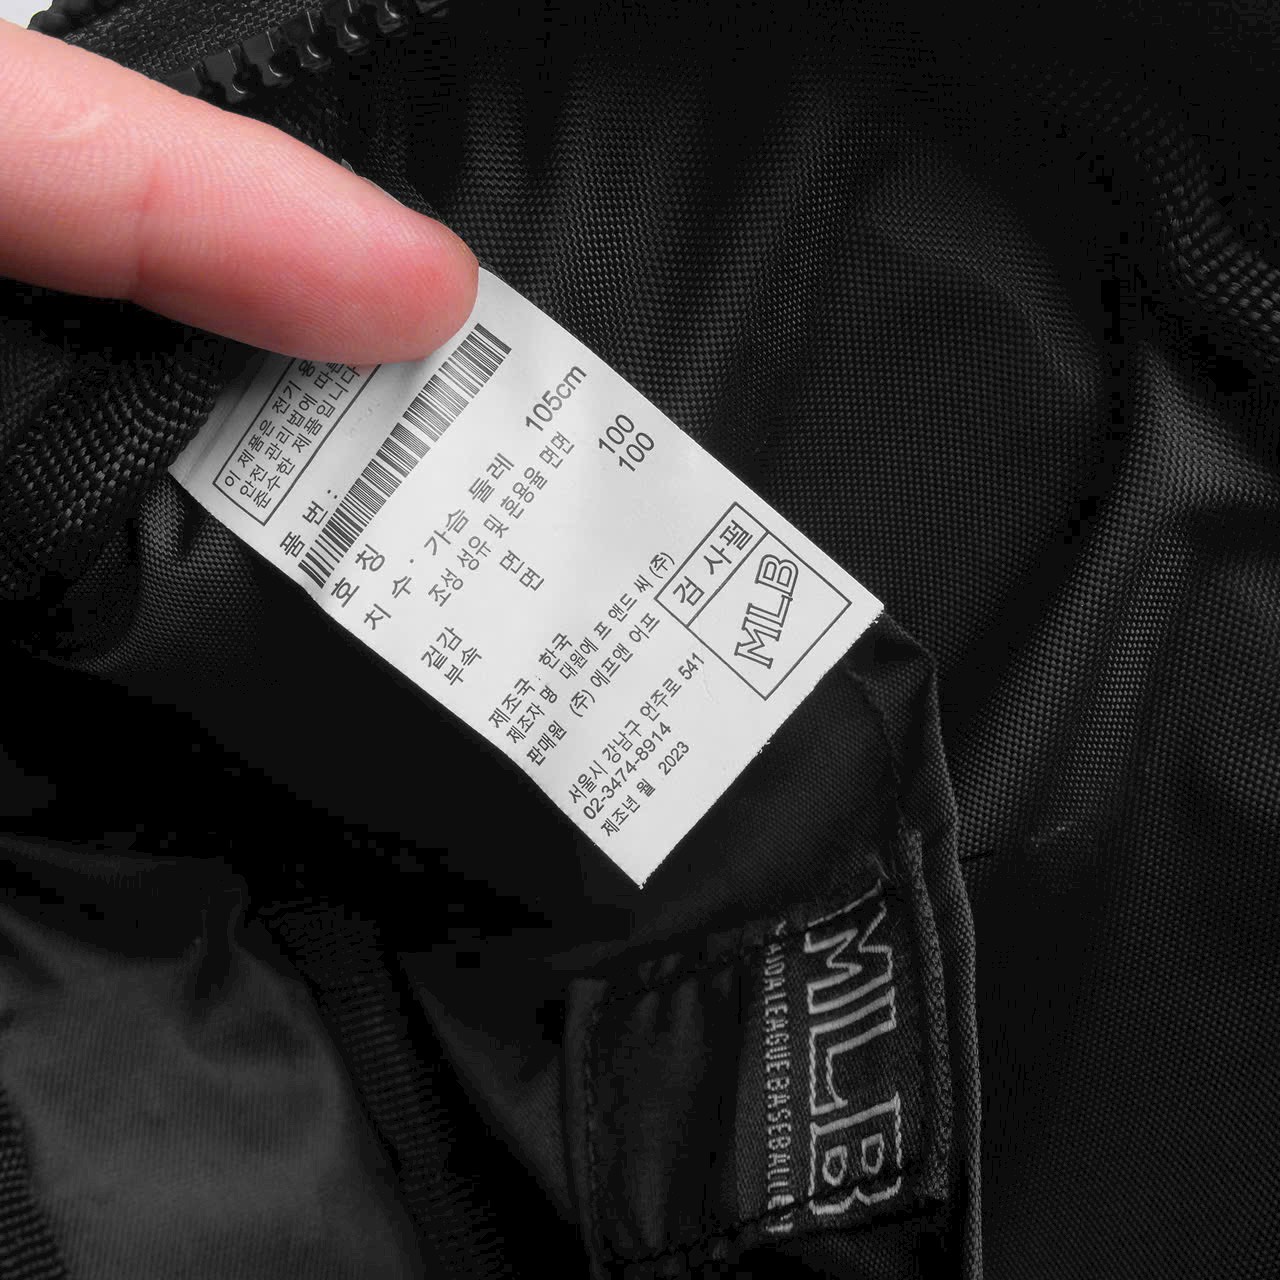 이 제품은 전기 용
안전 관리법에 따른
준수한 제품입니다
품 번 :
호 칭
치 수 : 가슴 둘레 105cm
조성 섬유 및 혼용율 면면
겉감 면 100
부속 면 100
제조국 한국
제조자 명 대원에 프 앤드 씨 (주)
판매원 (주) 에프앤 어프
서울시 강남구 언주로 541
02-3474-8914
제조년 월 2023
검 사필
MLB
MLB